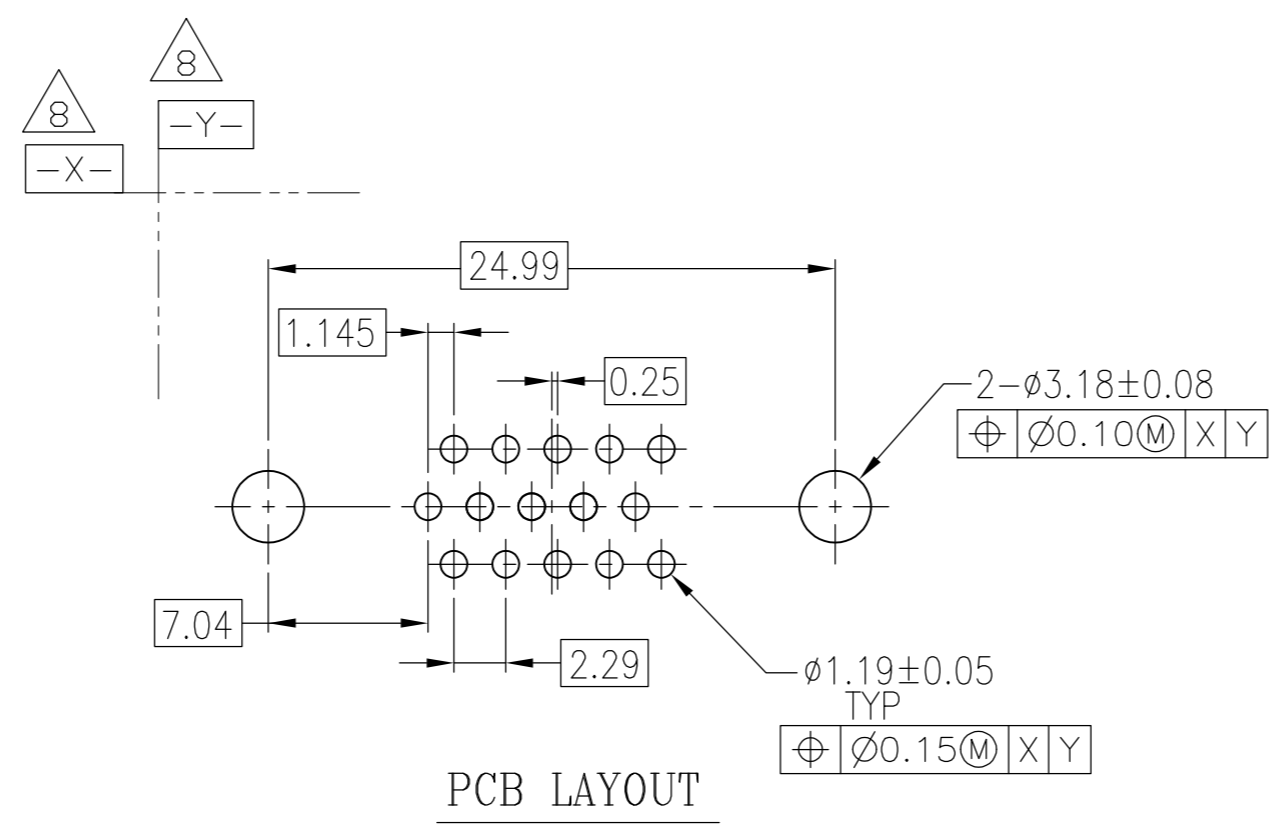 8
8
-Y-
-X-
24.99
1.145
0.25
2-ø3.18±0.08
⌖ Ø0.10Ⓜ X Y
7.04
2.29
ø1.19±0.05
TYP
⌖ Ø0.15Ⓜ X Y
PCB LAYOUT